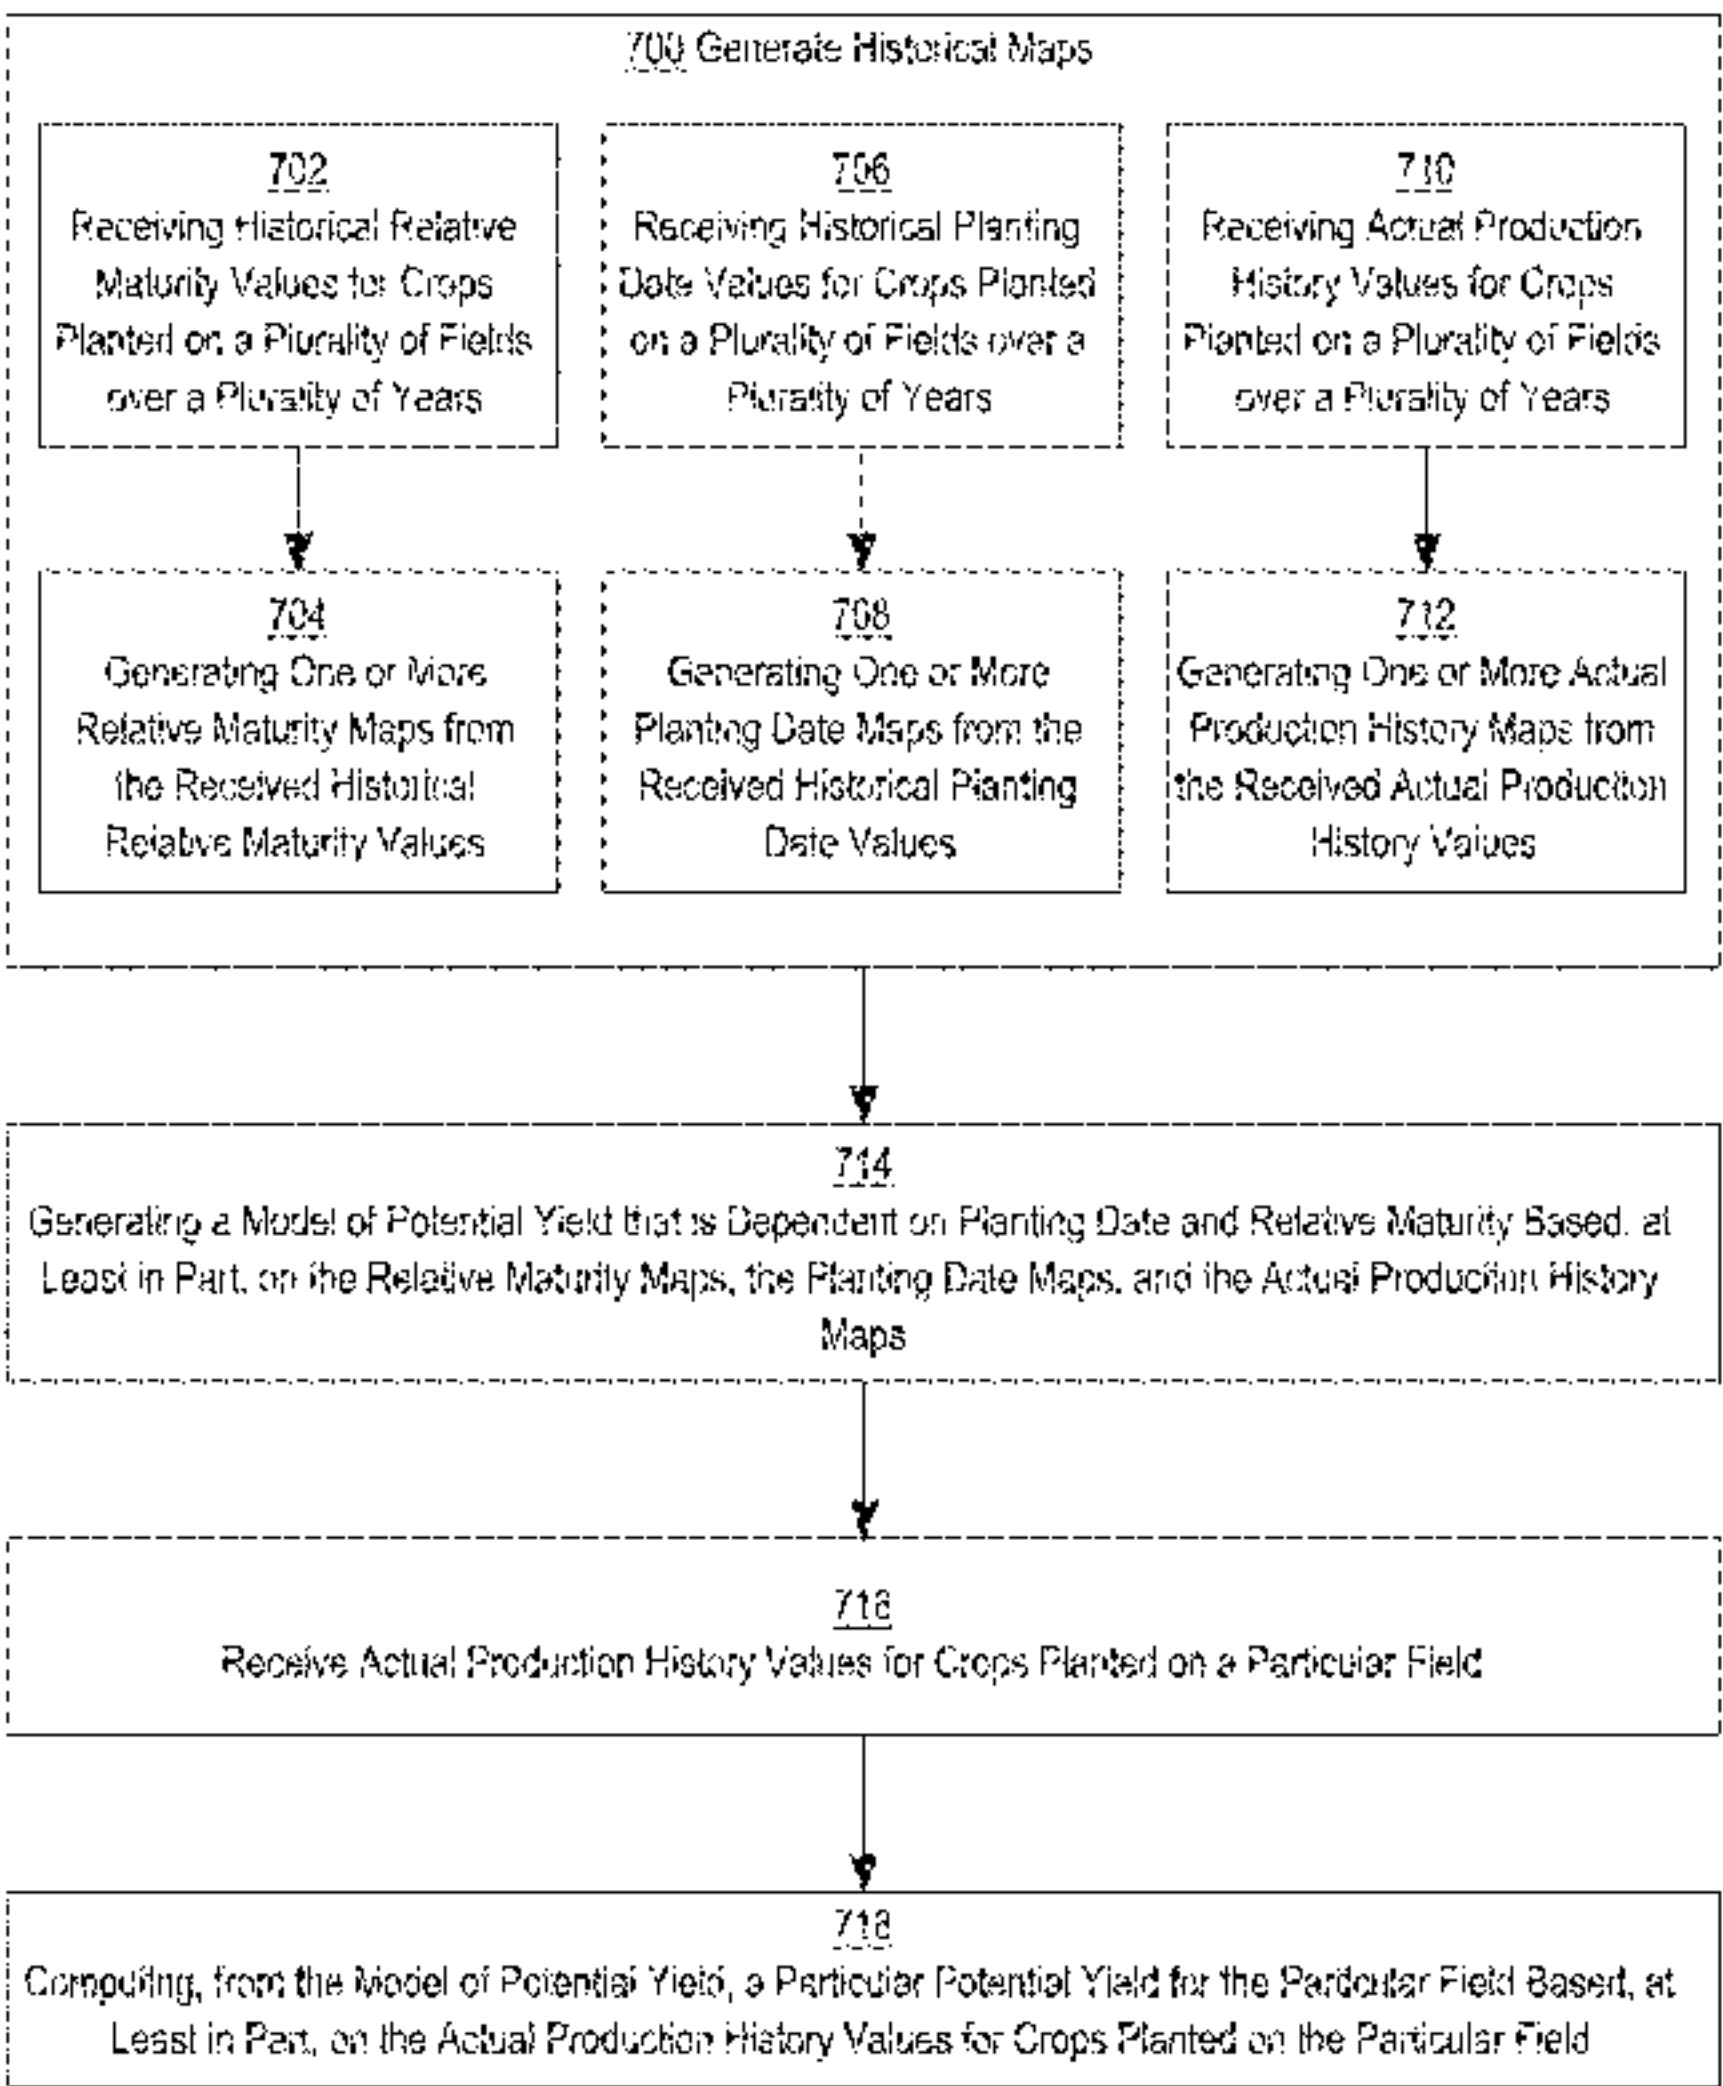 700 Generate Historical Maps
702
Receiving Historical Relative
Maturity Values for Crops
Planted on a Plurality of Fields
over a Plurality of Years
706
Receiving Historical Planting
Date Values for Crops Planted
on a Plurality of Fields over a
Plurality of Years
710
Receiving Actual Production
History Values for Crops
Planted on a Plurality of Fields
over a Plurality of Years
704
Generating One or More
Relative Maturity Maps from
the Received Historical
Relative Maturity Values
708
Generating One or More
Planting Date Maps from the
Received Historical Planting
Date Values
712
Generating One or More Actual
Production History Maps from
the Received Actual Production
History Values
714
Generating a Model of Potential Yield that is Dependent on Planting Date and Relative Maturity Based, at
Least in Part, on the Relative Maturity Maps, the Planting Date Maps, and the Actual Production History
Maps
716
Receive Actual Production History Values for Crops Planted on a Particular Field
718
Computing, from the Model of Potential Yield, a Particular Potential Yield for the Particular Field Based, at
Least in Part, on the Actual Production History Values for Crops Planted on the Particular Field